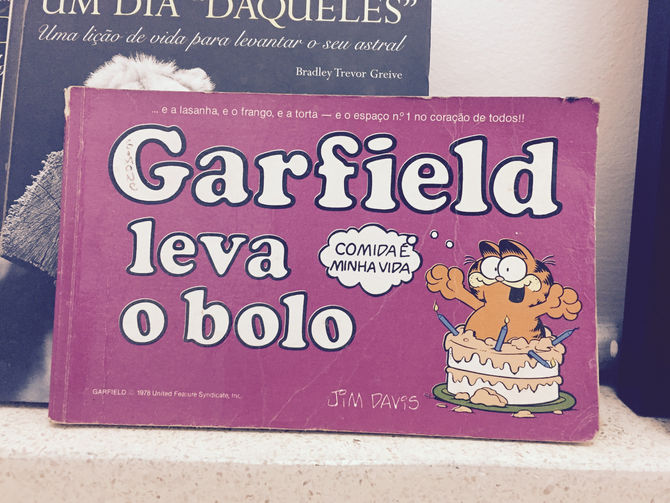 UM DIA "DAQUELES"
Uma lição de vida para levantar o seu astral
Bradley Trevor Greive
... e a lasanha, e o frango, e a torta — e o espaço n.º 1 no coração de todos!!
Garfield
leva
o bolo
COMIDA É
MINHA VIDA
GARFIELD © 1978 United Feature Syndicate, Inc.
JIM DAVIS